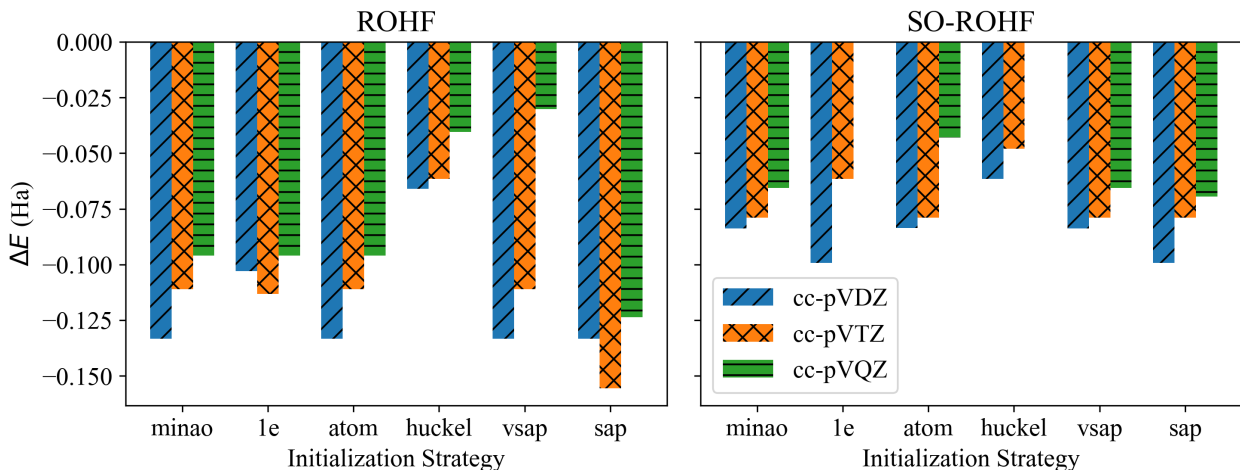 ROHF
SO-ROHF
ΔE (Ha)
0.000
−0.025
−0.050
−0.075
−0.100
−0.125
−0.150
minao 1e atom huckel vsap sap
Initialization Strategy
cc-pVDZ
cc-pVTZ
cc-pVQZ
minao 1e atom huckel vsap sap
Initialization Strategy